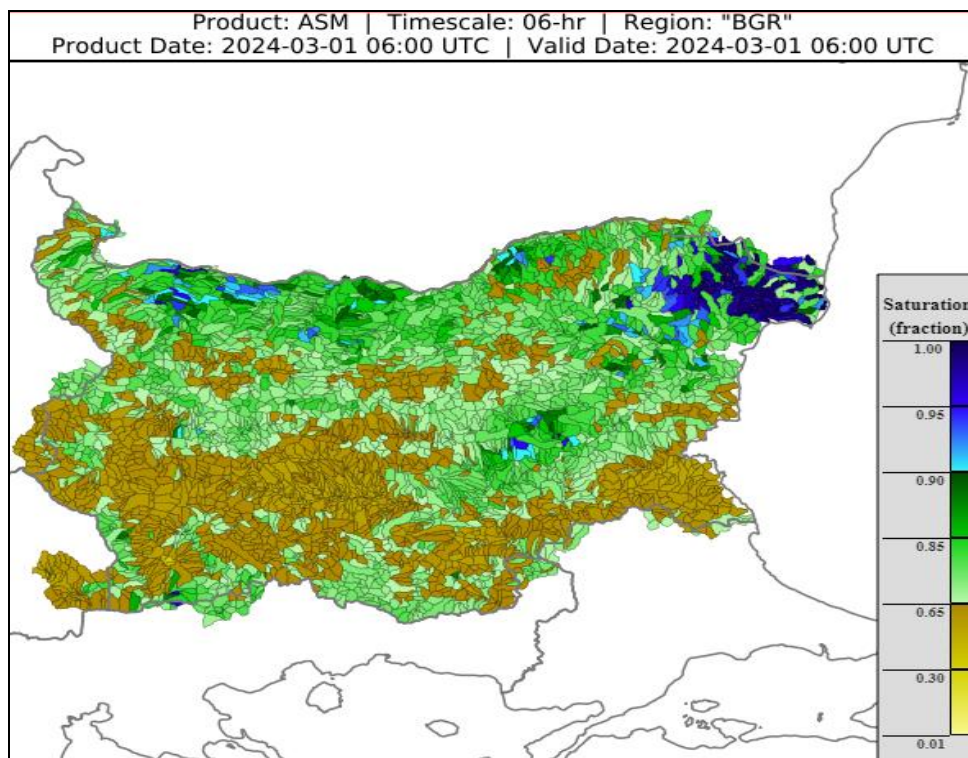 Product: ASM | Timescale: 06-hr | Region: "BGR"
Product Date: 2024-03-01 06:00 UTC | Valid Date: 2024-03-01 06:00 UTC
Saturation
(fraction)
1.00
0.95
0.90
0.85
0.65
0.30
0.01